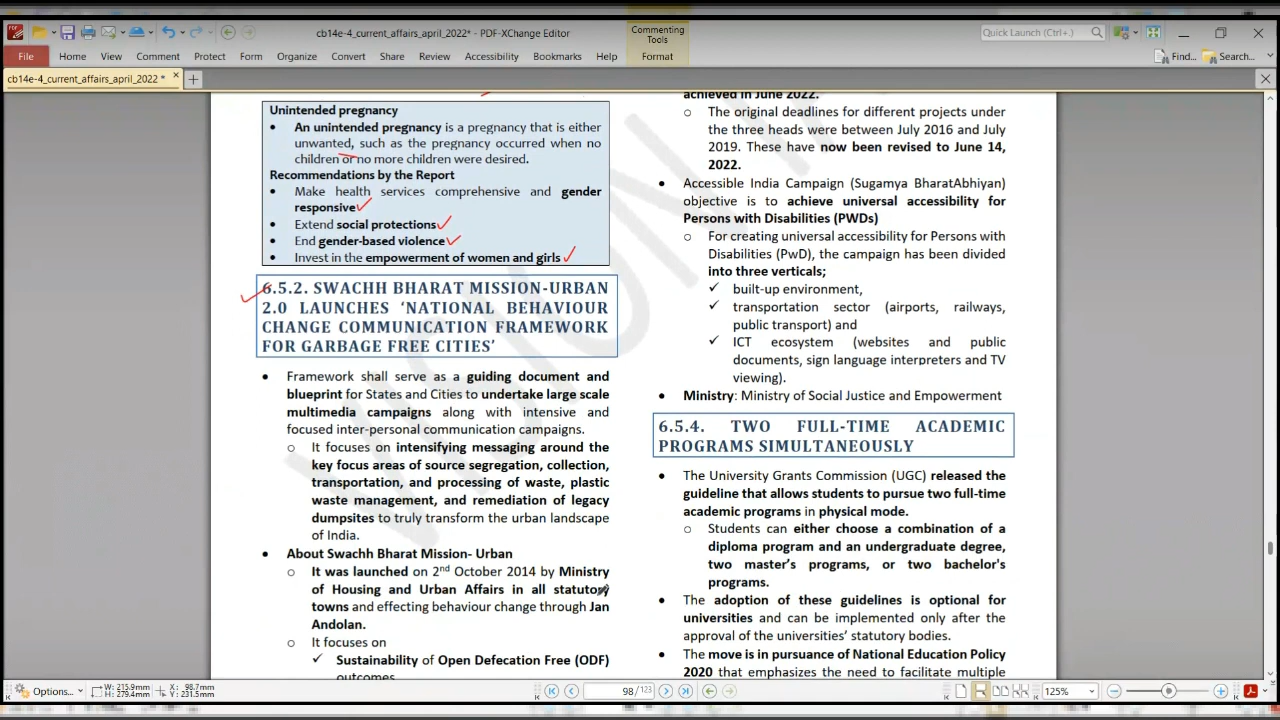 cb14e-4_current_affairs_april_2022* - PDF-XChange Editor
Commenting
Tools
Quick Launch (Ctrl+.)
File Home View Comment Protect Form Organize Convert Share Review Accessibility Bookmarks Help Format
Find... Search...
cb14e-4_current_affairs_april_2022 *
Unintended pregnancy
• An unintended pregnancy is a pregnancy that is either
unwanted, such as the pregnancy occurred when no
children or no more children were desired.
Recommendations by the Report
• Make health services comprehensive and gender
responsive
• Extend social protections
• End gender-based violence
• Invest in the empowerment of women and girls
6.5.2. SWACHH BHARAT MISSION-URBAN
2.0 LAUNCHES ‘NATIONAL BEHAVIOUR
CHANGE COMMUNICATION FRAMEWORK
FOR GARBAGE FREE CITIES’
• Framework shall serve as a guiding document and
blueprint for States and Cities to undertake large scale
multimedia campaigns along with intensive and
focused inter-personal communication campaigns.
o It focuses on intensifying messaging around the
key focus areas of source segregation, collection,
transportation, and processing of waste, plastic
waste management, and remediation of legacy
dumpsites to truly transform the urban landscape
of India.
• About Swachh Bharat Mission- Urban
o It was launched on 2nd October 2014 by Ministry
of Housing and Urban Affairs in all statutory
towns and effecting behaviour change through Jan
Andolan.
o It focuses on
✓ Sustainability of Open Defecation Free (ODF)
outcomes
achieved in June 2022.
o The original deadlines for different projects under
the three heads were between July 2016 and July
2019. These have now been revised to June 14,
2022.
• Accessible India Campaign (Sugamya BharatAbhiyan)
objective is to achieve universal accessibility for
Persons with Disabilities (PWDs)
o For creating universal accessibility for Persons with
Disabilities (PwD), the campaign has been divided
into three verticals;
✓ built-up environment,
✓ transportation sector (airports, railways,
public transport) and
✓ ICT ecosystem (websites and public
documents, sign language interpreters and TV
viewing).
• Ministry: Ministry of Social Justice and Empowerment
6.5.4. TWO FULL-TIME ACADEMIC
PROGRAMS SIMULTANEOUSLY
• The University Grants Commission (UGC) released the
guideline that allows students to pursue two full-time
academic programs in physical mode.
o Students can either choose a combination of a
diploma program and an undergraduate degree,
two master’s programs, or two bachelor's
programs.
• The adoption of these guidelines is optional for
universities and can be implemented only after the
approval of the universities’ statutory bodies.
• The move is in pursuance of National Education Policy
2020 that emphasizes the need to facilitate multiple
Options... W: 215.9mm X: 98.7mm 98 / 123 125%
H: 279.4mm Y: 231.5mm